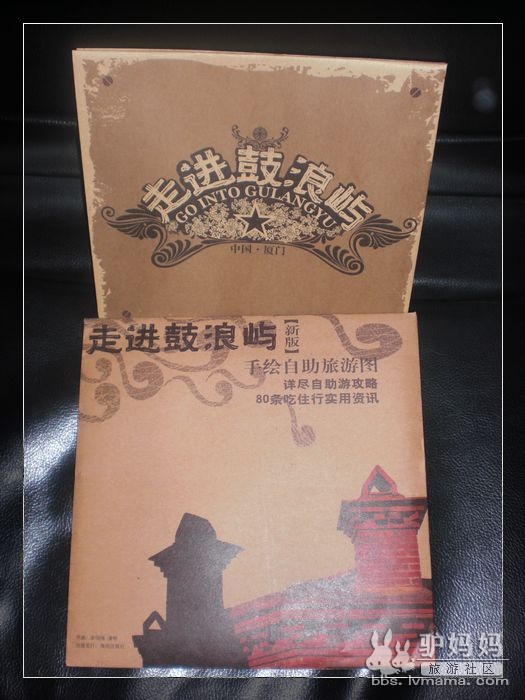 走进鼓浪屿
GO INTO GULANGYU
中国·厦门
走进鼓浪屿【新版】
手绘自助旅游图
详尽自助游攻略
80条吃住行实用资讯
驴妈妈
旅游社区
bbs.lvmama.com